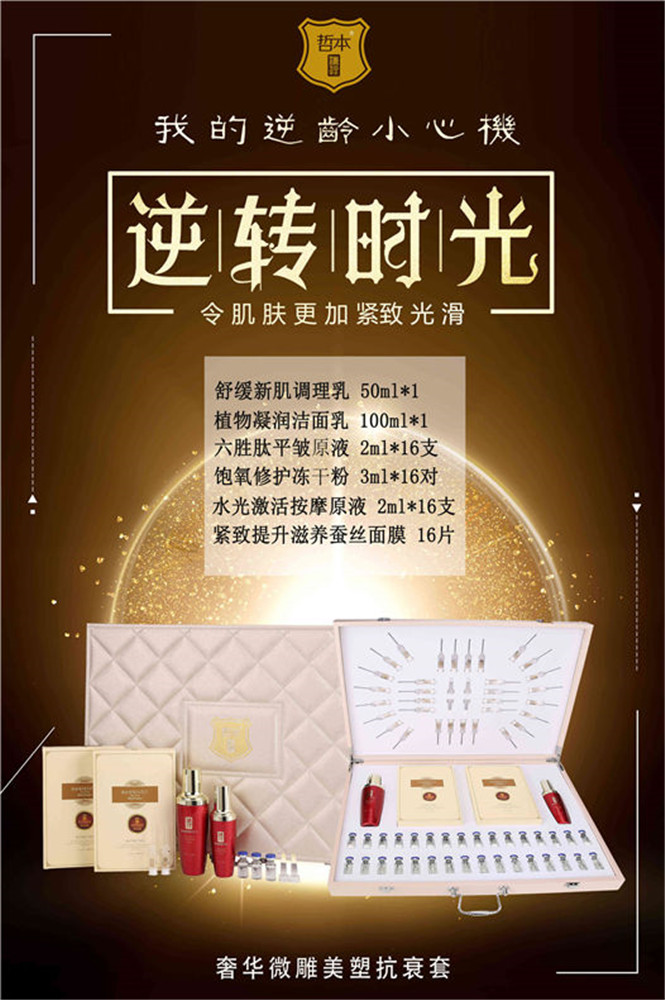 哲本
我的逆齡小心機
逆转时光
令肌肤更加紧致光滑
舒缓新肌调理乳 50ml*1
植物凝润洁面乳 100ml*1
六胜肽平皱原液 2ml*16支
饱氧修护冻干粉 3ml*16对
水光激活按摩原液 2ml*16支
紧致提升滋养蚕丝面膜 16片
奢华微雕美塑抗衰套